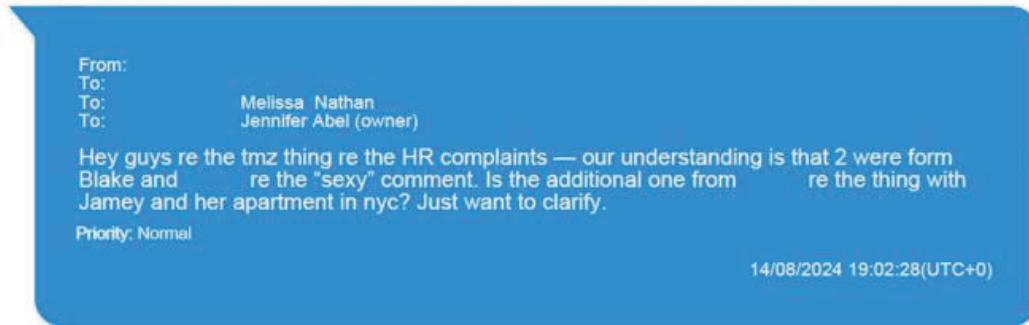 From:
To:
To: Melissa Nathan
To: Jennifer Abel (owner)
Hey guys re the tmz thing re the HR complaints — our understanding is that 2 were form
Blake and re the “sexy” comment. Is the additional one from re the thing with
Jamey and her apartment in nyc? Just want to clarify.
Priority: Normal
14/08/2024 19:02:28(UTC+0)